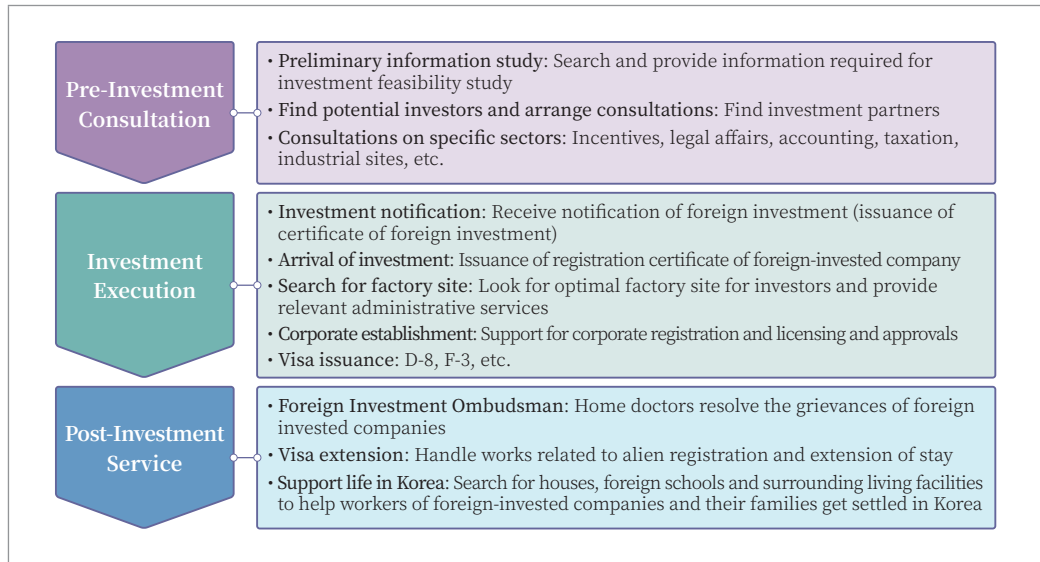 Pre-Investment
Consultation
• Preliminary information study: Search and provide information required for
investment feasibility study
• Find potential investors and arrange consultations: Find investment partners
• Consultations on specific sectors: Incentives, legal affairs, accounting, taxation,
industrial sites, etc.
Investment
Execution
• Investment notification: Receive notification of foreign investment (issuance of
certificate of foreign investment)
• Arrival of investment: Issuance of registration certificate of foreign-invested company
• Search for factory site: Look for optimal factory site for investors and provide
relevant administrative services
• Corporate establishment: Support for corporate registration and licensing and approvals
• Visa issuance: D-8, F-3, etc.
Post-Investment
Service
• Foreign Investment Ombudsman: Home doctors resolve the grievances of foreign
invested companies
• Visa extension: Handle works related to alien registration and extension of stay
• Support life in Korea: Search for houses, foreign schools and surrounding living facilities
to help workers of foreign-invested companies and their families get settled in Korea